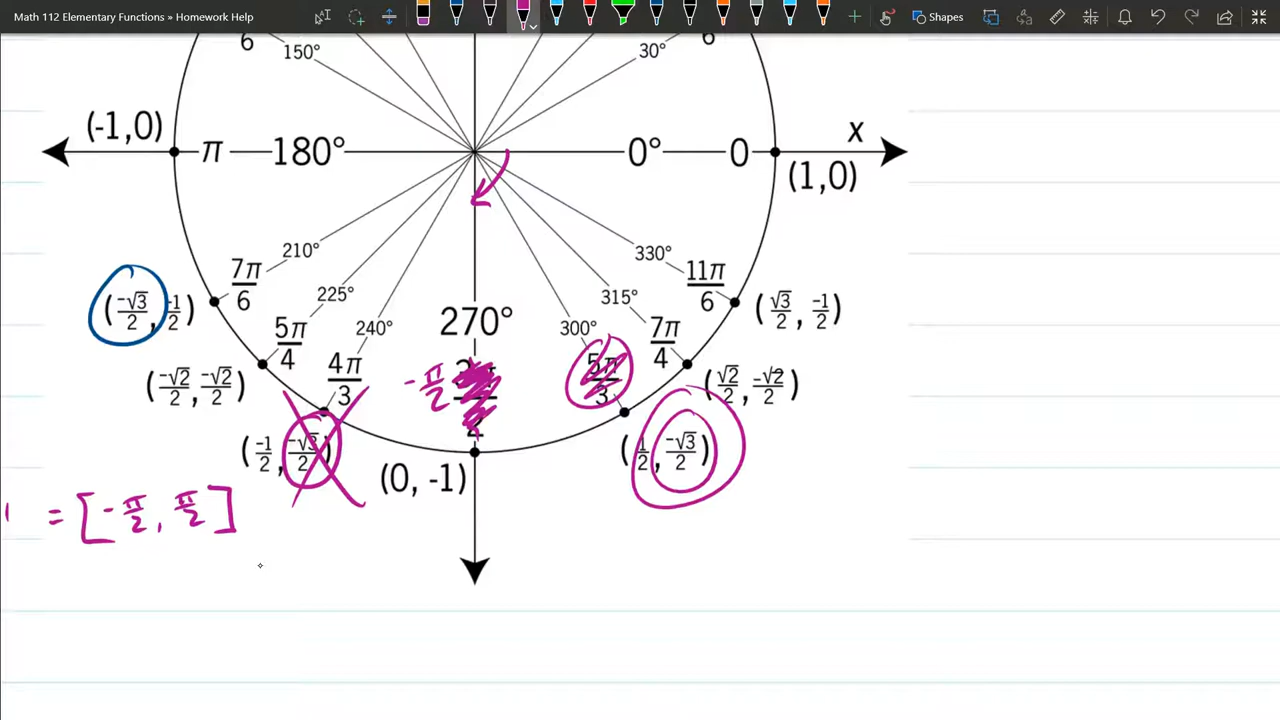 Math 112 Elementary Functions » Homework Help
Shapes
6
150°
30°
6
(-1,0)
π
180°
0°
0
x
(1,0)
210°
330°
7π/6
11π/6
(-√3/2, -1/2)
225°
315°
(√3/2, -1/2)
5π/4
240°
270°
300°
7π/4
4π/3
-π/2
5π/3
(-√2/2, -√2/2)
(√2/2, -√2/2)
(-1/2, -√3/2)
(0, -1)
(1/2, -√3/2)
= [-π/2, π/2]